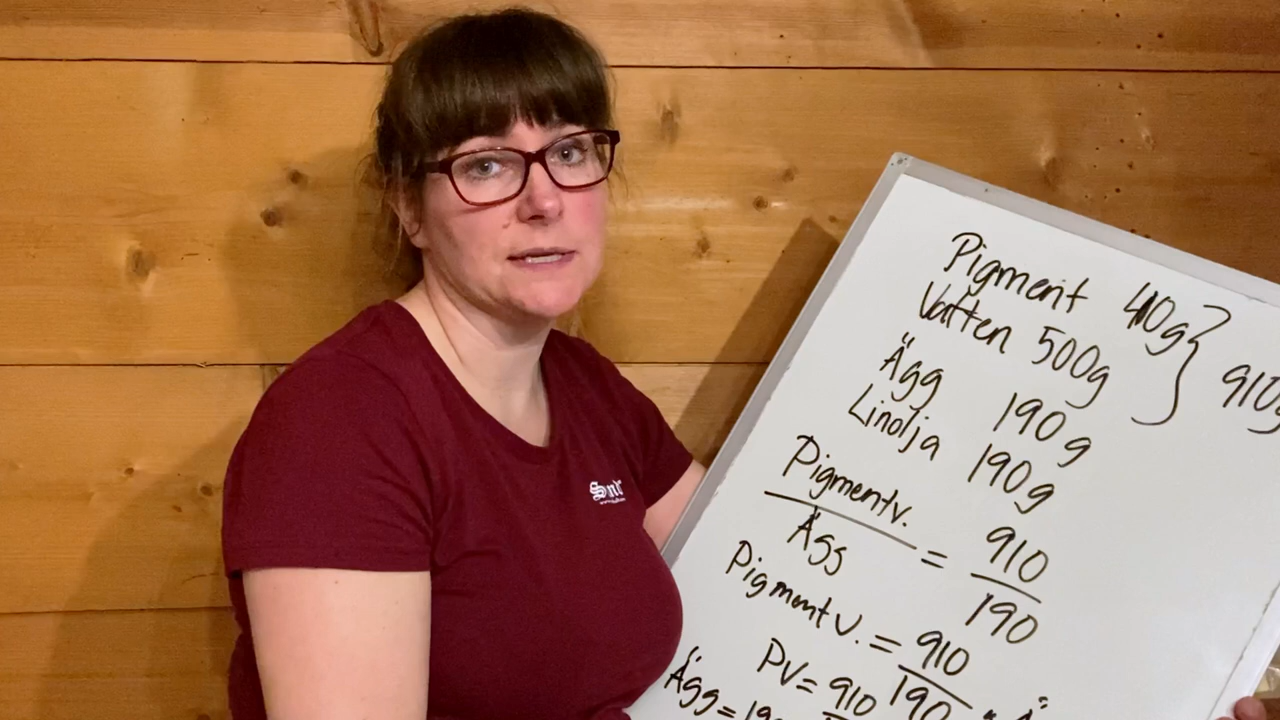 Pigment 410g } 910g
Vatten 500g
Ägg 190g
Linolja 190g
Pigmentv. / Ägg = 910 / 190
Pigmentv. = 910 / 190 · Ä
PV = 910
Ägg = 190